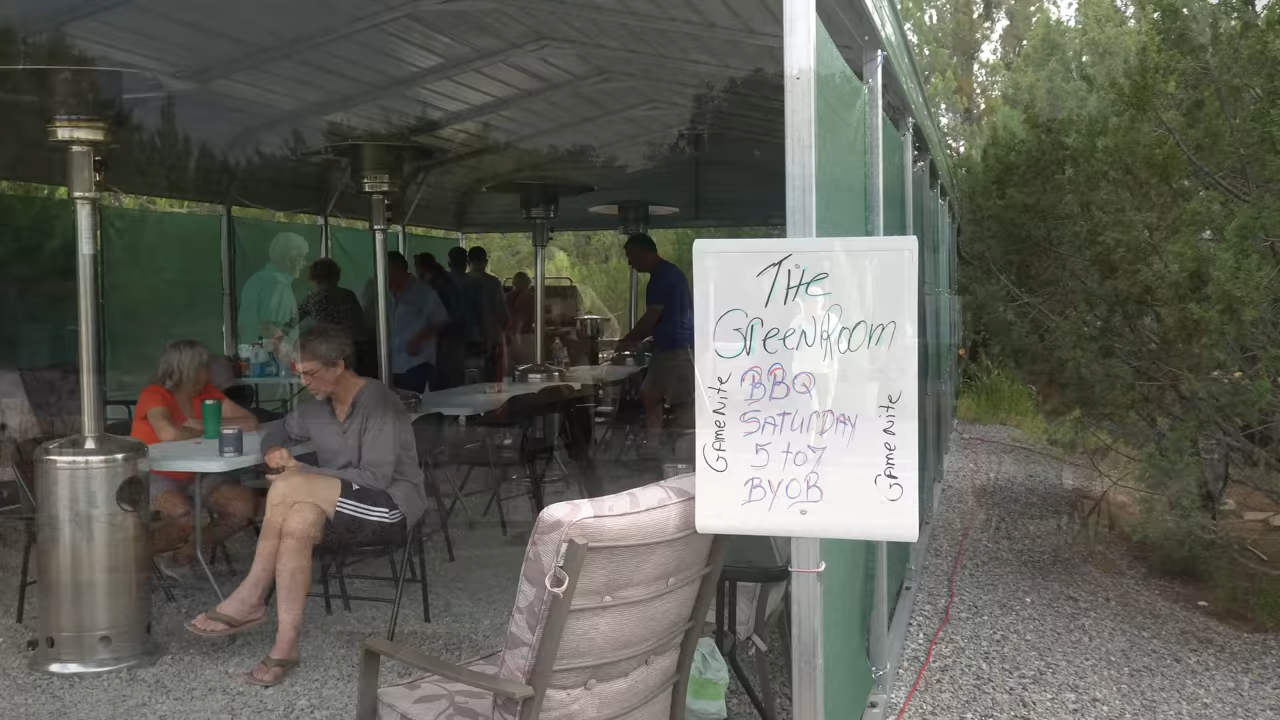 THe
GreenRoom
BBQ
SATURDAY
5 to 7
BYOB
GAMe Nite
GAMe Nite